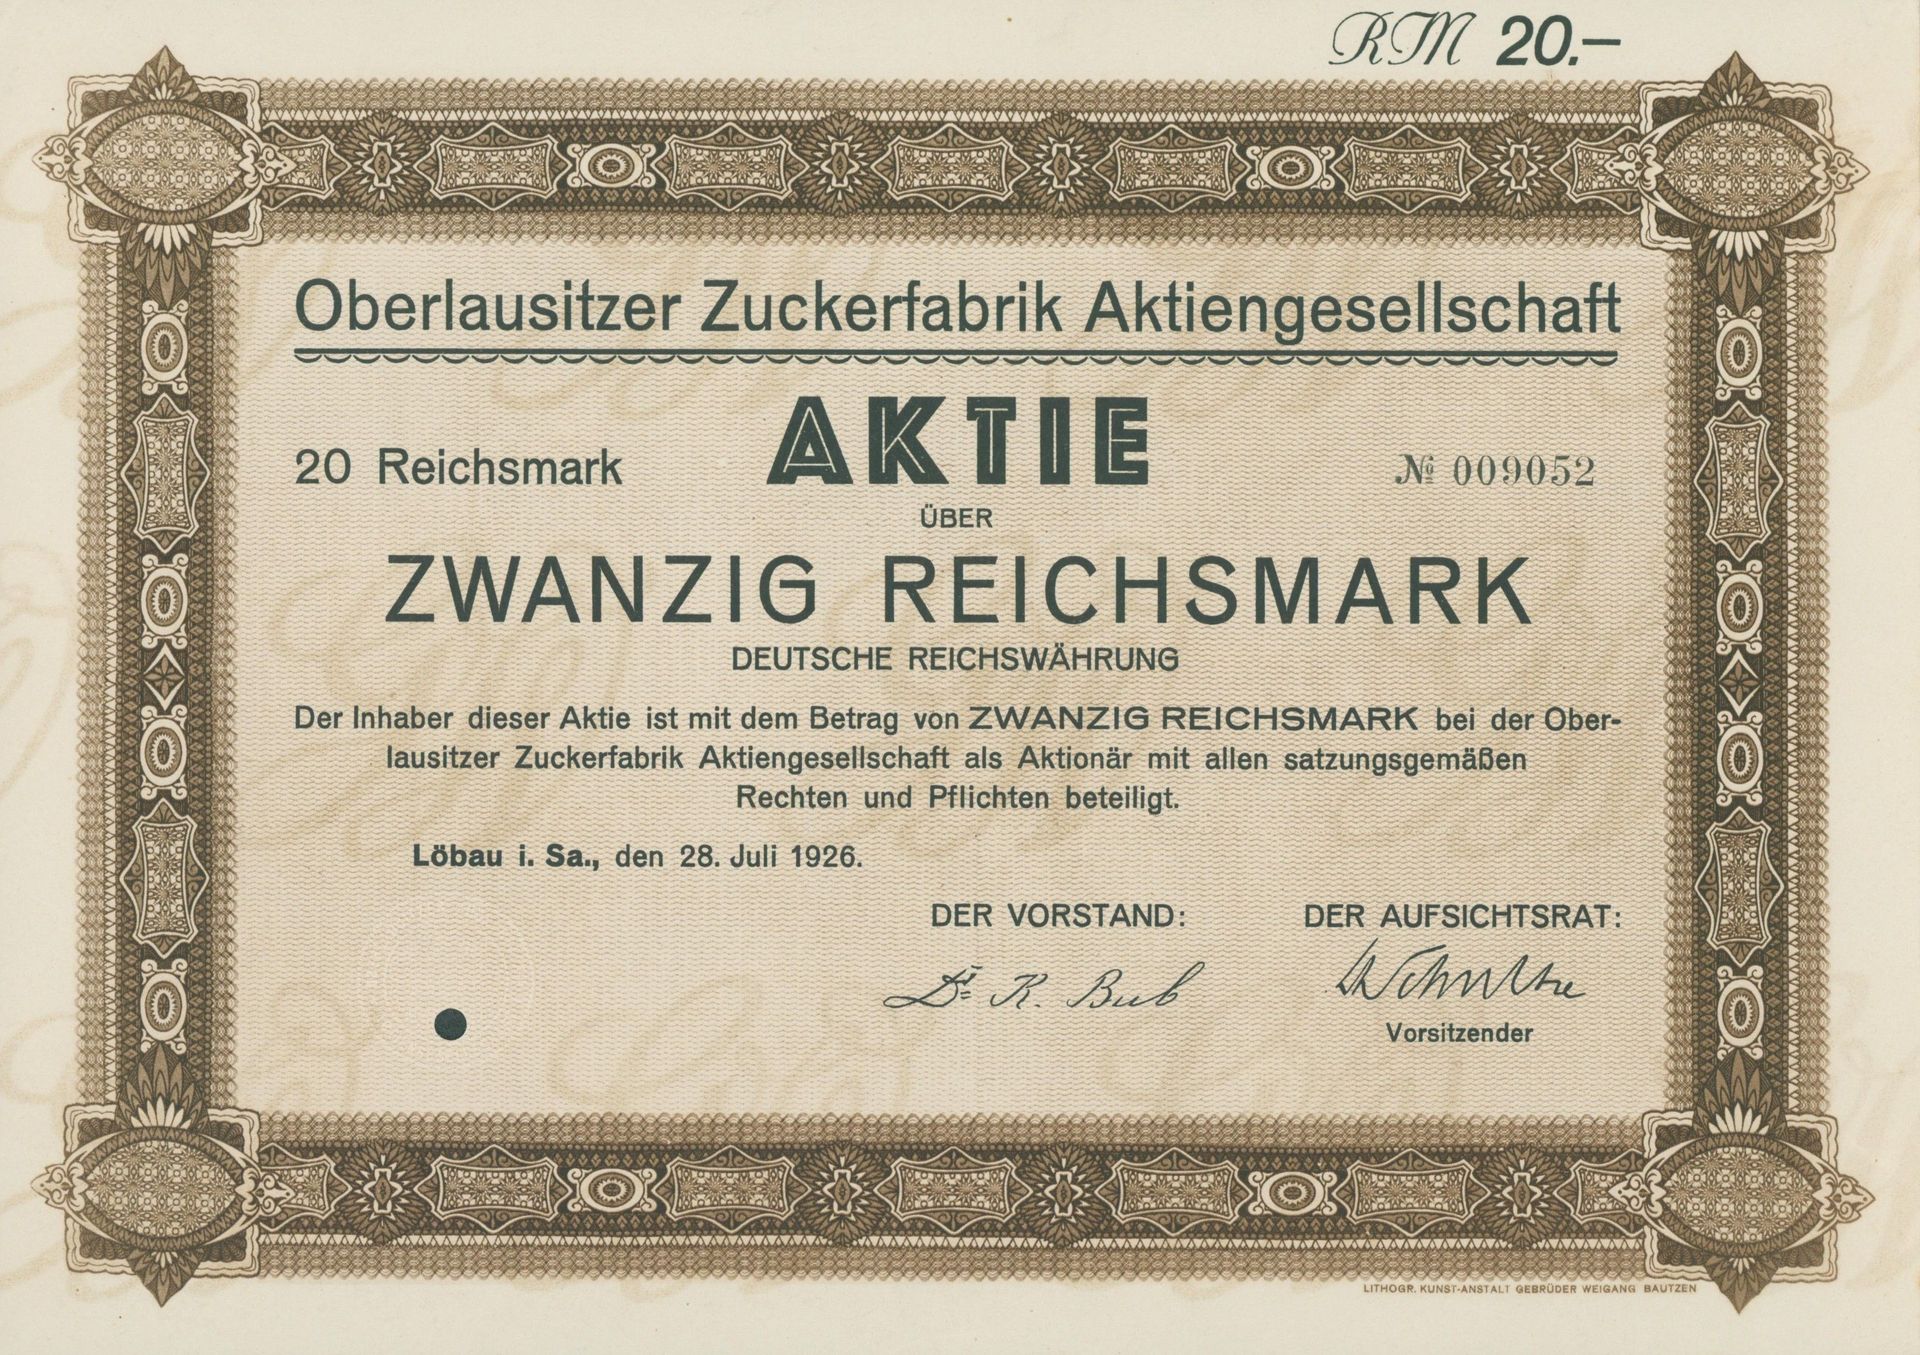 RM 20.–
Oberlausitzer Zuckerfabrik Aktiengesellschaft
20 Reichsmark
AKTIE
№ 009052
ÜBER
ZWANZIG REICHSMARK
DEUTSCHE REICHSWÄHRUNG
Der Inhaber dieser Aktie ist mit dem Betrag von ZWANZIG REICHSMARK bei der Ober-
lausitzer Zuckerfabrik Aktiengesellschaft als Aktionär mit allen satzungsgemäßen
Rechten und Pflichten beteiligt.
Löbau i. Sa., den 28. Juli 1926.
DER VORSTAND:
DER AUFSICHTSRAT:
Dr. K.
Vorsitzender
LITHOGR. KUNST-ANSTALT GEBRÜDER WEIGANG BAUTZEN